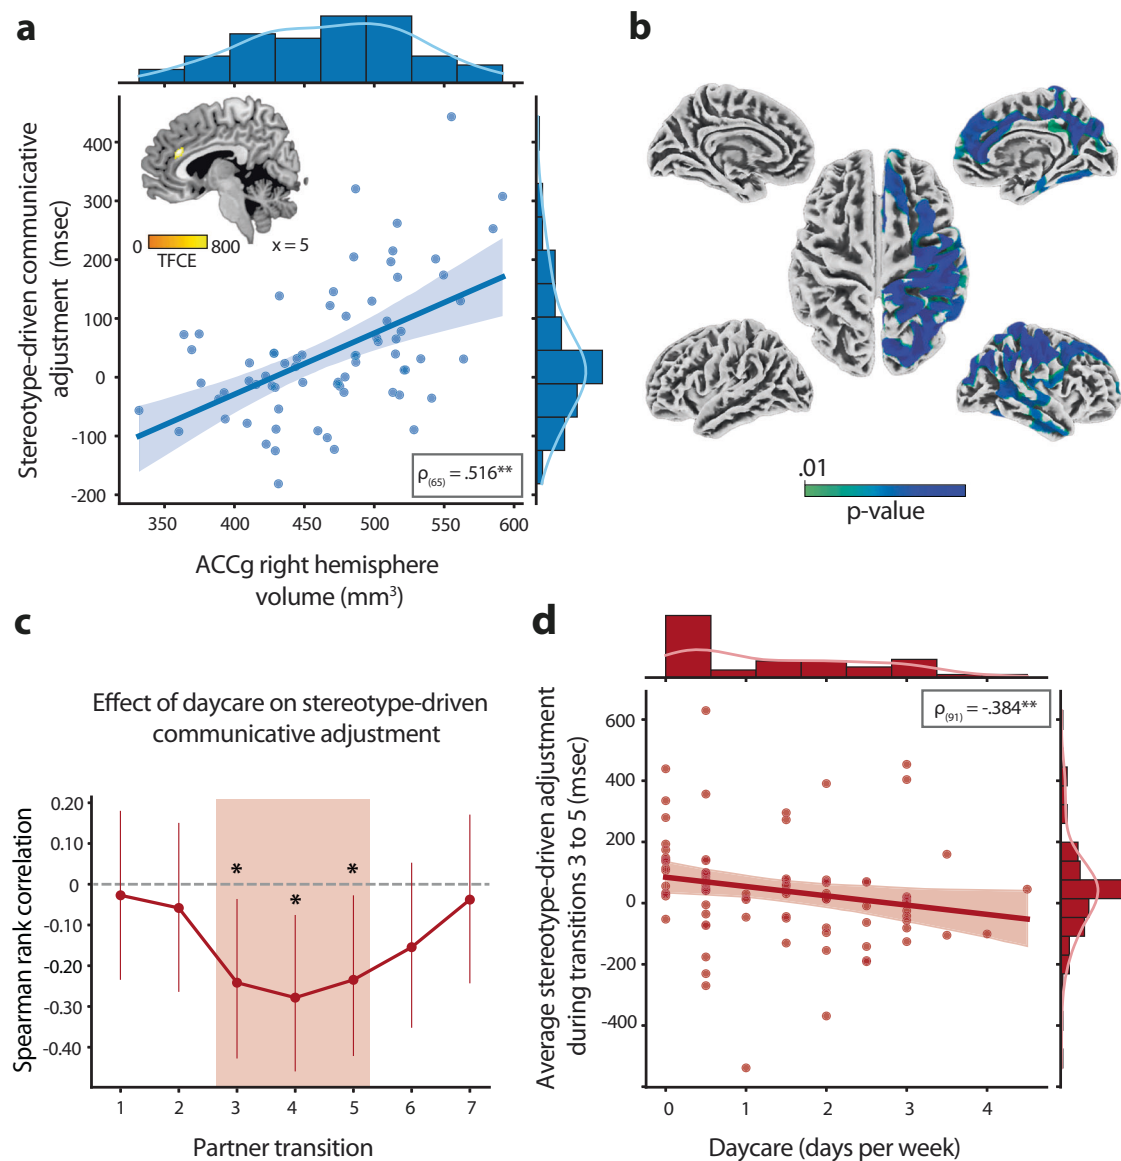 a
Stereotype-driven communicative
adjustment (msec)
400
300
200
100
0
-100
-200
0
800
TFCE
x = 5
ρ(65) = .516**
350
400
450
500
550
600
ACCg right hemisphere
volume (mm³)
b
.01
p-value
c
Effect of daycare on stereotype-driven
communicative adjustment
Spearman rank correlation
0.20
0.10
0
-0.10
-0.20
-0.30
-0.40
*
*
*
1
2
3
4
5
6
7
Partner transition
d
Average stereotype-driven adjustment
during transitions 3 to 5 (msec)
600
400
200
0
-200
-400
ρ(91) = -.384**
0
1
2
3
4
Daycare (days per week)